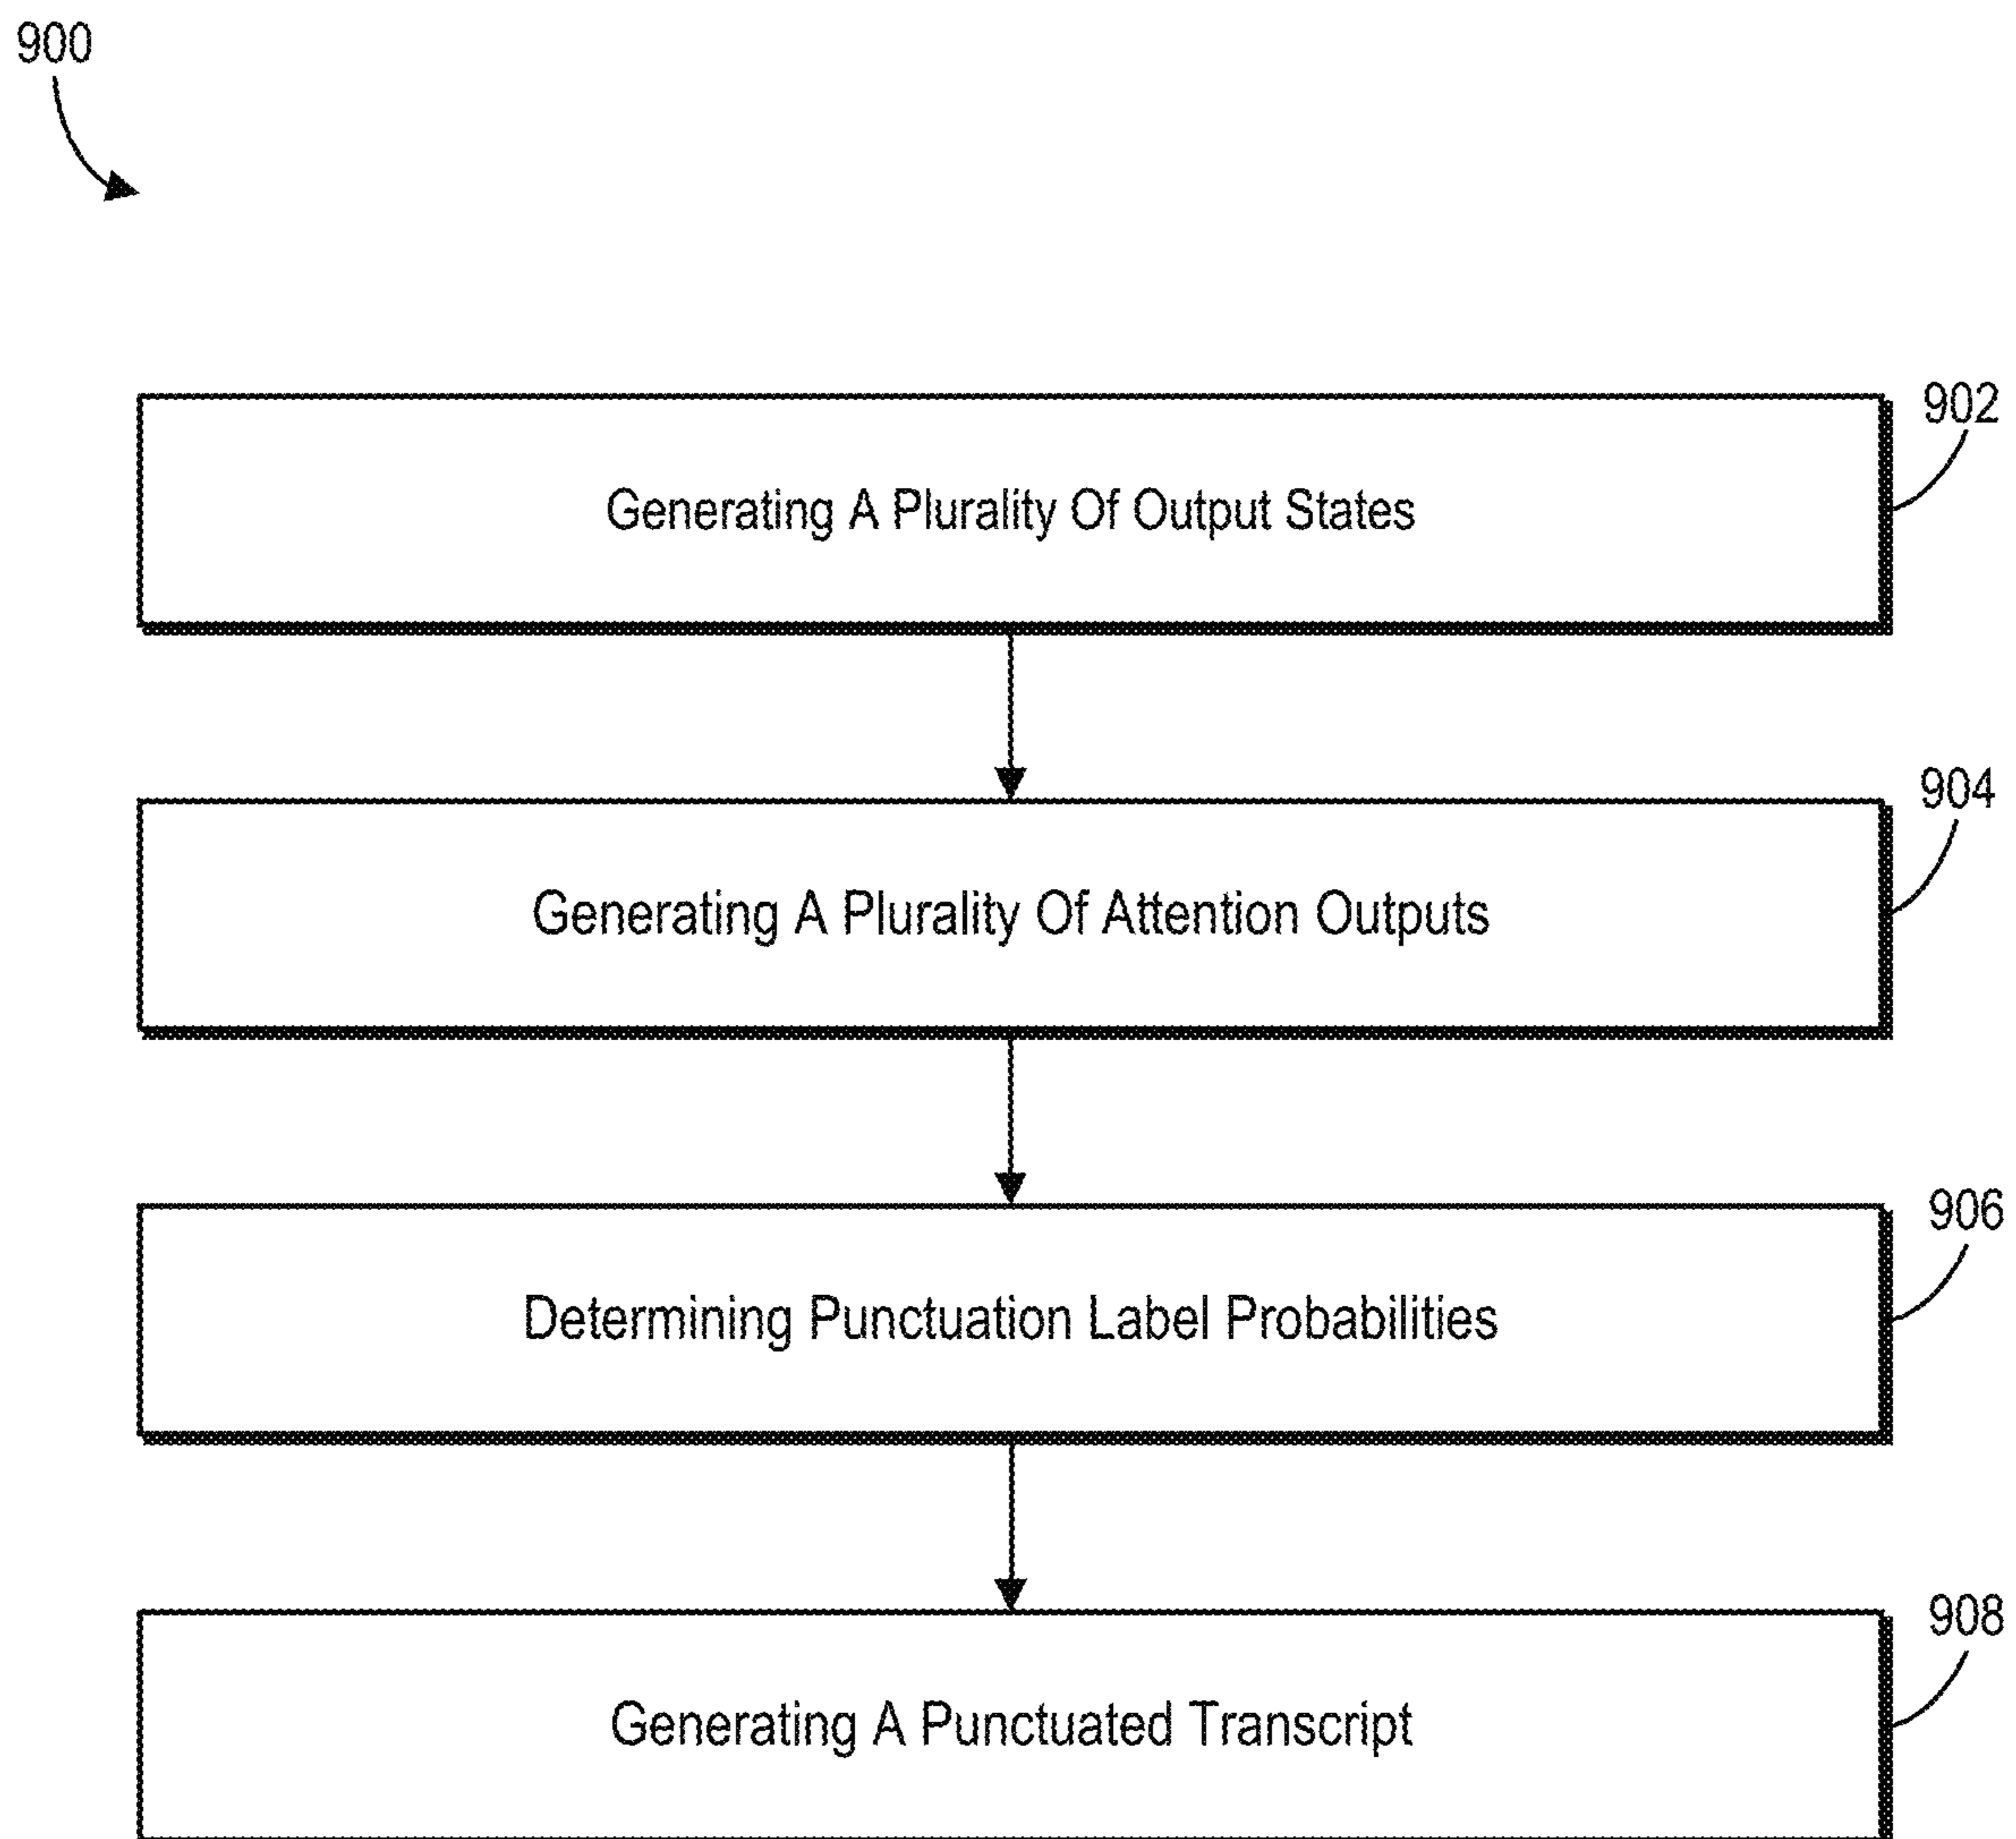 900
902
Generating A Plurality Of Output States
904
Generating A Plurality Of Attention Outputs
906
Determining Punctuation Label Probabilities
908
Generating A Punctuated Transcript